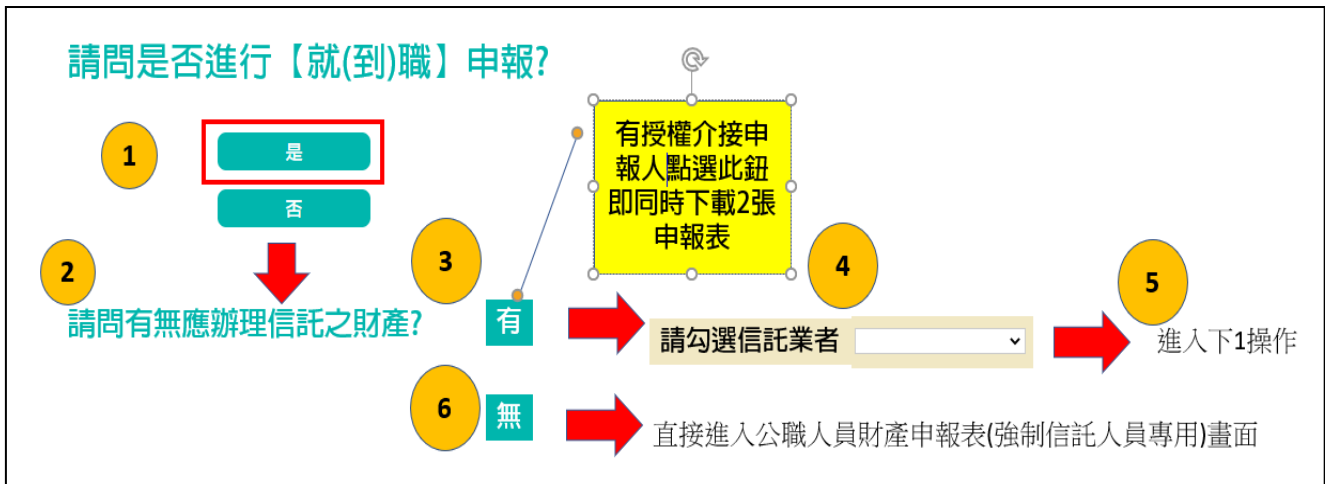 請問是否進行【就(到)職】申報?
1
是
否
有授權介接申
報人點選此鈕
即同時下載2張
申報表
2
請問有無應辦理信託之財產?
3
有
4
請勾選信託業者
5
進入下1操作
6
無
直接進入公職人員財產申報表(強制信託人員專用)畫面